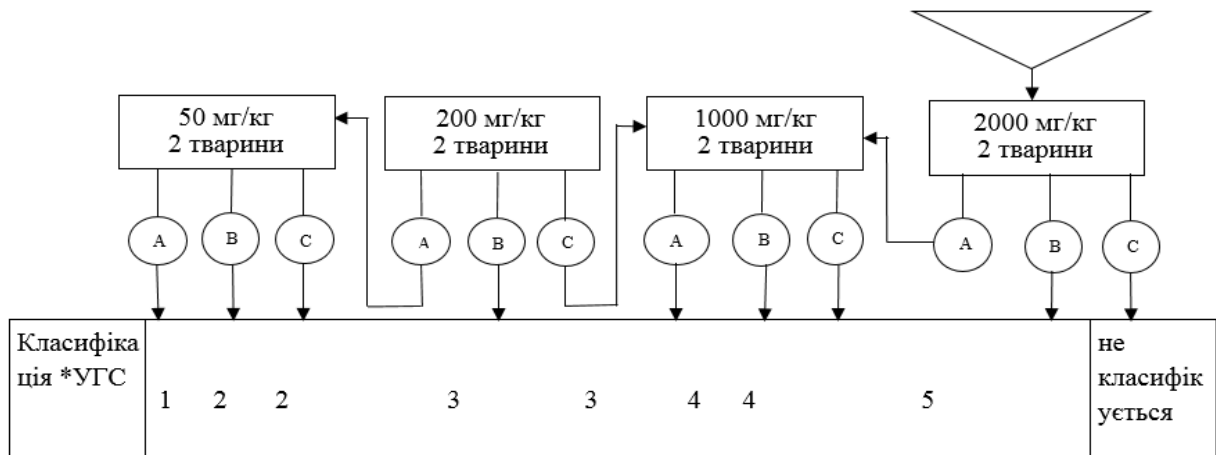 50 мг/кг
2 тварини
200 мг/кг
2 тварини
1000 мг/кг
2 тварини
2000 мг/кг
2 тварини
A B C A B C A B C A B C
Класифіка
ція *УГС
1 2 2 3 3 4 4 5
не
класифік
ується